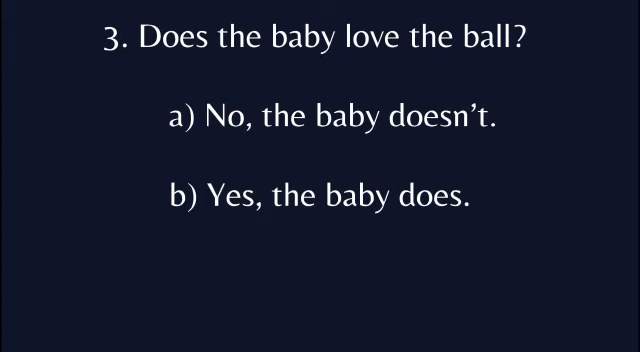 3. Does the baby love the ball?
a) No, the baby doesn’t.
b) Yes, the baby does.